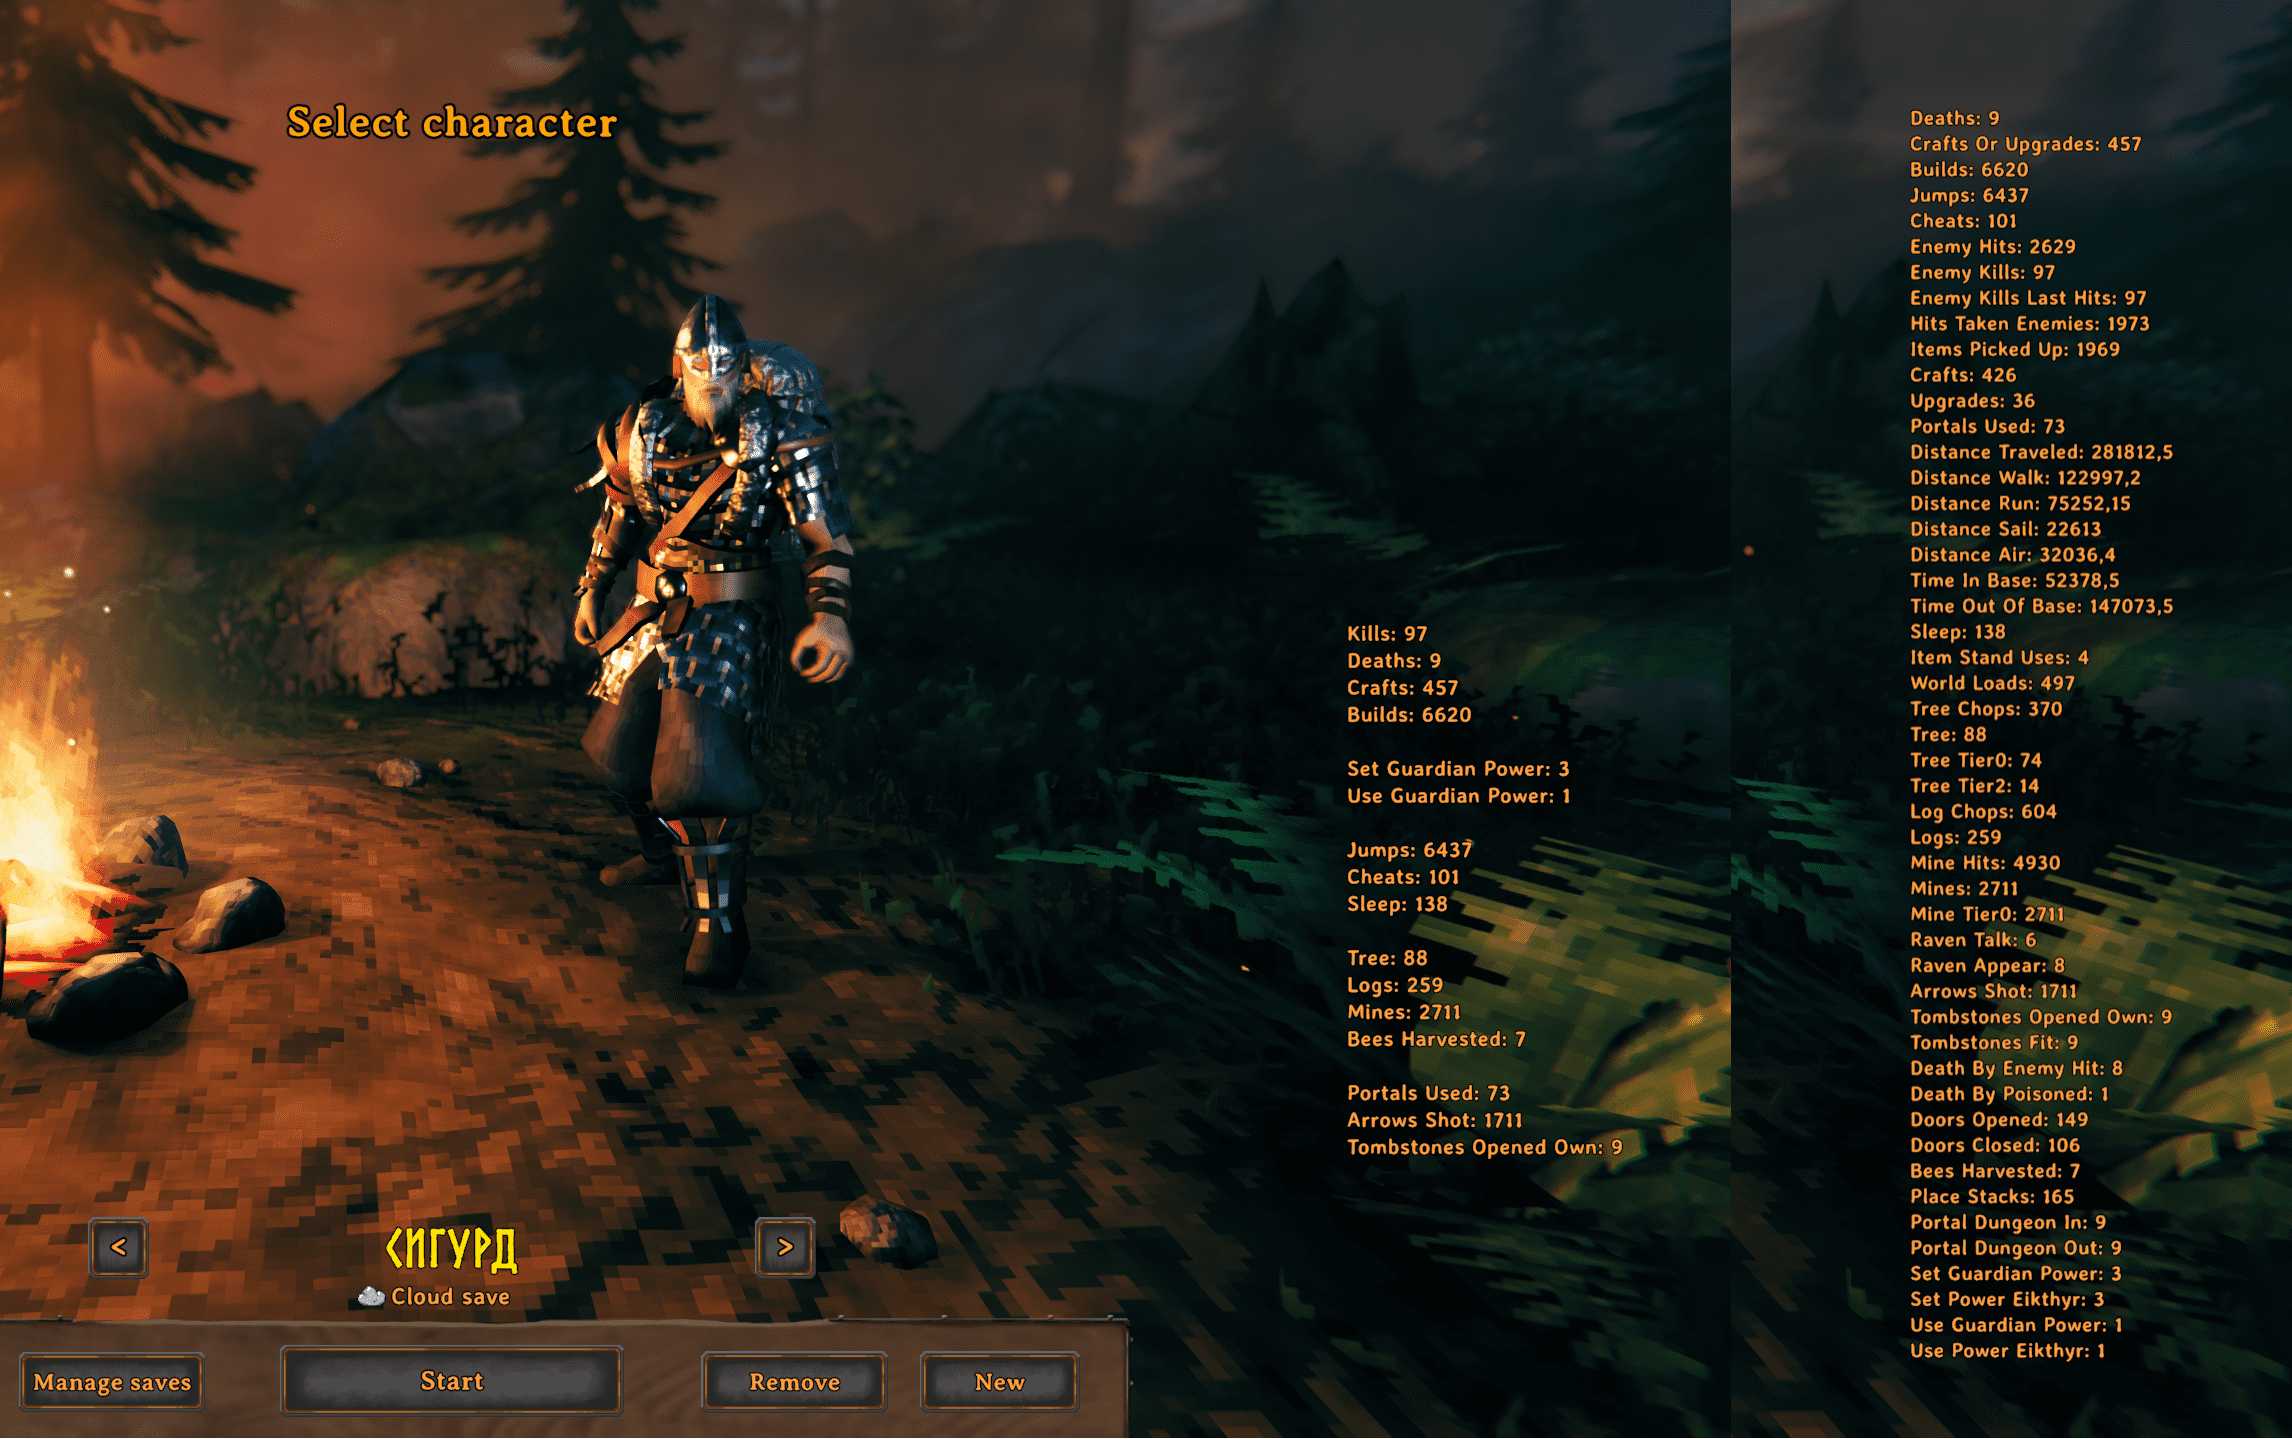 Select character
Kills: 97
Deaths: 9
Crafts: 457
Builds: 6620
Set Guardian Power: 3
Use Guardian Power: 1
Jumps: 6437
Cheats: 101
Sleep: 138
Tree: 88
Logs: 259
Mines: 2711
Bees Harvested: 7
Portals Used: 73
Arrows Shot: 1711
Tombstones Opened Own: 9
<
СИГУРД
>
Cloud save
Manage saves
Start
Remove
New
Deaths: 9
Crafts Or Upgrades: 457
Builds: 6620
Jumps: 6437
Cheats: 101
Enemy Hits: 2629
Enemy Kills: 97
Enemy Kills Last Hits: 97
Hits Taken Enemies: 1973
Items Picked Up: 1969
Crafts: 426
Upgrades: 36
Portals Used: 73
Distance Traveled: 281812,5
Distance Walk: 122997,2
Distance Run: 75252,15
Distance Sail: 22613
Distance Air: 32036,4
Time In Base: 52378,5
Time Out Of Base: 147073,5
Sleep: 138
Item Stand Uses: 4
World Loads: 497
Tree Chops: 370
Tree: 88
Tree Tier0: 74
Tree Tier2: 14
Log Chops: 604
Logs: 259
Mine Hits: 4930
Mines: 2711
Mine Tier0: 2711
Raven Talk: 6
Raven Appear: 8
Arrows Shot: 1711
Tombstones Opened Own: 9
Tombstones Fit: 9
Death By Enemy Hit: 8
Death By Poisoned: 1
Doors Opened: 149
Doors Closed: 106
Bees Harvested: 7
Place Stacks: 165
Portal Dungeon In: 9
Portal Dungeon Out: 9
Set Guardian Power: 3
Set Power Eikthyr: 3
Use Guardian Power: 1
Use Power Eikthyr: 1